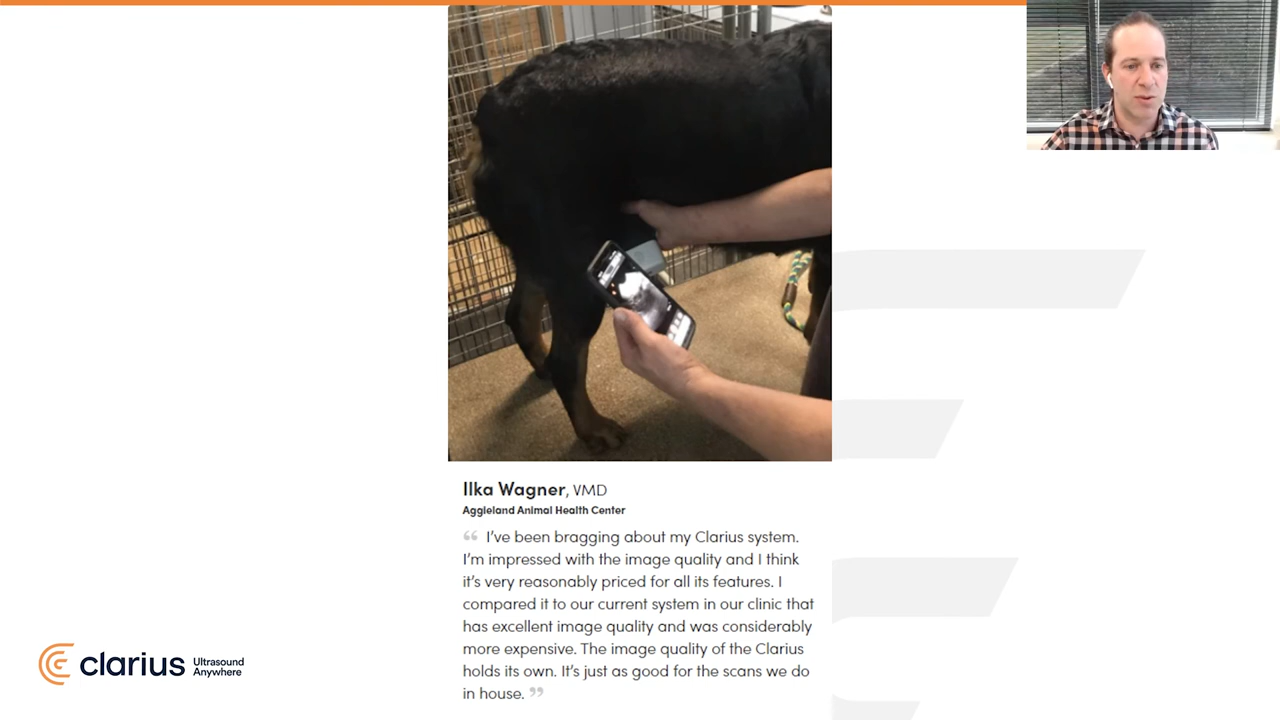 Ilka Wagner, VMD
Aggieland Animal Health Center
“ I’ve been bragging about my Clarius system.
I’m impressed with the image quality and I think
it’s very reasonably priced for all its features. I
compared it to our current system in our clinic that
has excellent image quality and was considerably
more expensive. The image quality of the Clarius
holds its own. It’s just as good for the scans we do
in house. ”
clarius Ultrasound
Anywhere